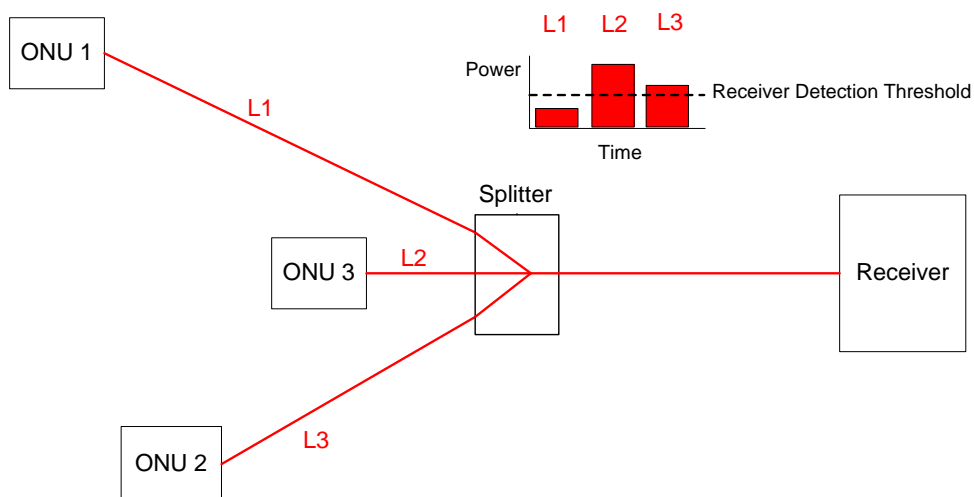 L1 L2 L3
ONU 1
Power
Receiver Detection Threshold
L1
Time
Splitter
ONU 3
L2
Receiver
L3
ONU 2